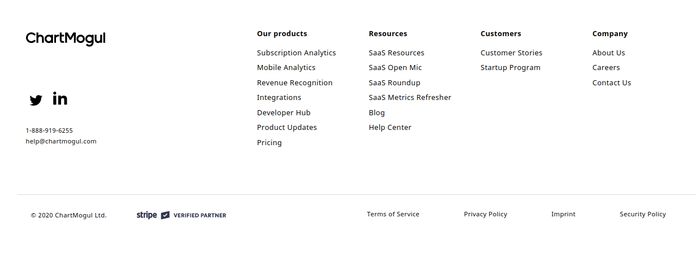 ChartMogul
1-888-919-6255
help@chartmogul.com
Our products
Subscription Analytics
Mobile Analytics
Revenue Recognition
Integrations
Developer Hub
Product Updates
Pricing
Resources
SaaS Resources
SaaS Open Mic
SaaS Roundup
SaaS Metrics Refresher
Blog
Help Center
Customers
Customer Stories
Startup Program
Company
About Us
Careers
Contact Us
© 2020 ChartMogul Ltd.
stripe VERIFIED PARTNER
Terms of Service
Privacy Policy
Imprint
Security Policy